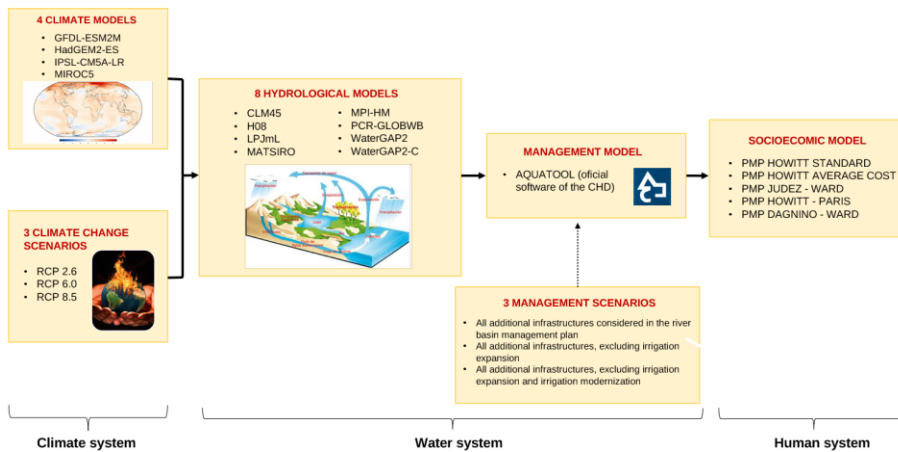 4 CLIMATE MODELS
• GFDL-ESM2M
• HadGEM2-ES
• IPSL-CM5A-LR
• MIROC5
3 CLIMATE CHANGE
SCENARIOS
• RCP 2.6
• RCP 6.0
• RCP 8.5
8 HYDROLOGICAL MODELS
• CLM45
• H08
• LPJmL
• MATSIRO
• MPI-HM
• PCR-GLOBWB
• WaterGAP2
• WaterGAP2-C
MANAGEMENT MODEL
• AQUATOOL (oficial
software of the CHD)
3 MANAGEMENT SCENARIOS
• All additional infrastructures considered in the river
basin management plan
• All additional infrastructures, excluding irrigation
expansion
• All additional infrastructures, excluding irrigation
expansion and irrigation modernization
SOCIOECOMIC MODEL
• PMP HOWITT STANDARD
• PMP HOWITT AVERAGE COST
• PMP JUDEZ - WARD
• PMP HOWITT - PARIS
• PMP DAGNINO - WARD
Climate system
Water system
Human system